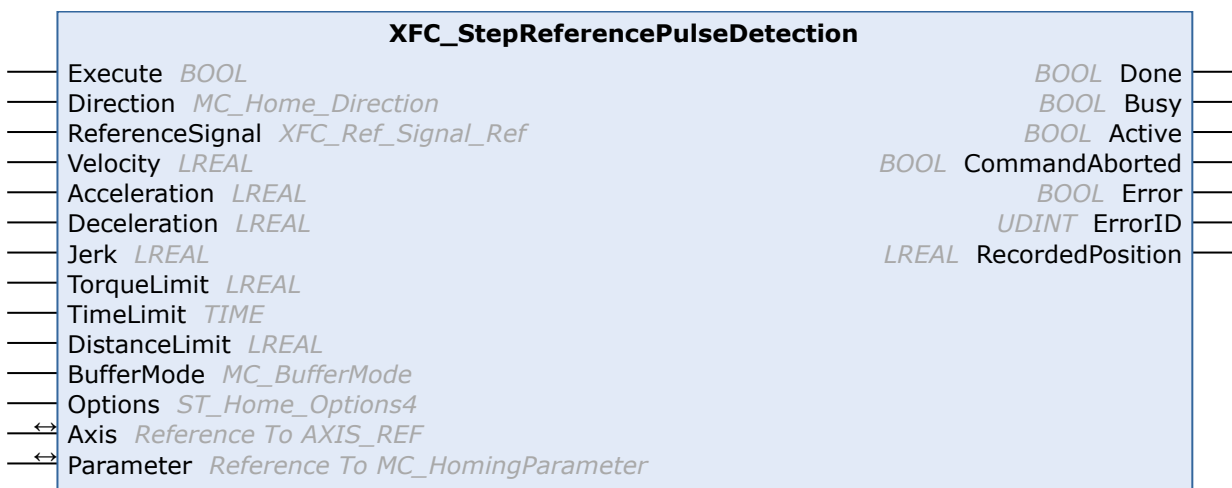 XFC_StepReferencePulseDetection
Execute BOOL BOOL Done
Direction MC_Home_Direction BOOL Busy
ReferenceSignal XFC_Ref_Signal_Ref BOOL Active
Velocity LREAL BOOL CommandAborted
Acceleration LREAL BOOL Error
Deceleration LREAL UDINT ErrorID
Jerk LREAL LREAL RecordedPosition
TorqueLimit LREAL
TimeLimit TIME
DistanceLimit LREAL
BufferMode MC_BufferMode
Options ST_Home_Options4
↔ Axis Reference To AXIS_REF
↔ Parameter Reference To MC_HomingParameter